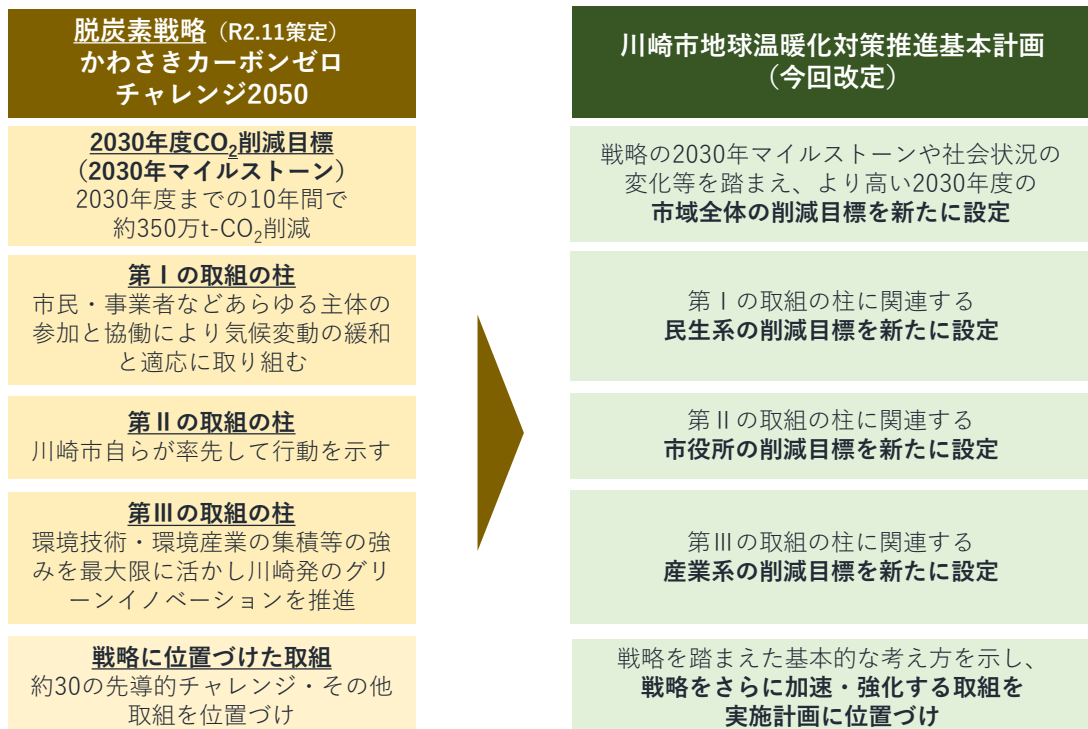 脱炭素戦略（R2.11策定）
かわさきカーボンゼロ
チャレンジ2050
2030年度CO₂削減目標
（2030年マイルストーン）
2030年度までの10年間で
約350万t-CO₂削減
第Ⅰの取組の柱
市民・事業者などあらゆる主体の
参加と協働により気候変動の緩和
と適応に取り組む
第Ⅱの取組の柱
川崎市自らが率先して行動を示す
第Ⅲの取組の柱
環境技術・環境産業の集積等の強
みを最大限に活かし川崎発のグリ
ーンイノベーションを推進
戦略に位置づけた取組
約30の先導的チャレンジ・その他
取組を位置づけ
川崎市地球温暖化対策推進基本計画
（今回改定）
戦略の2030年マイルストーンや社会状況の
変化等を踏まえ、より高い2030年度の
市域全体の削減目標を新たに設定
第Ⅰの取組の柱に関連する
民生系の削減目標を新たに設定
第Ⅱの取組の柱に関連する
市役所の削減目標を新たに設定
第Ⅲの取組の柱に関連する
産業系の削減目標を新たに設定
戦略を踏まえた基本的な考え方を示し、
戦略をさらに加速・強化する取組を
実施計画に位置づけ